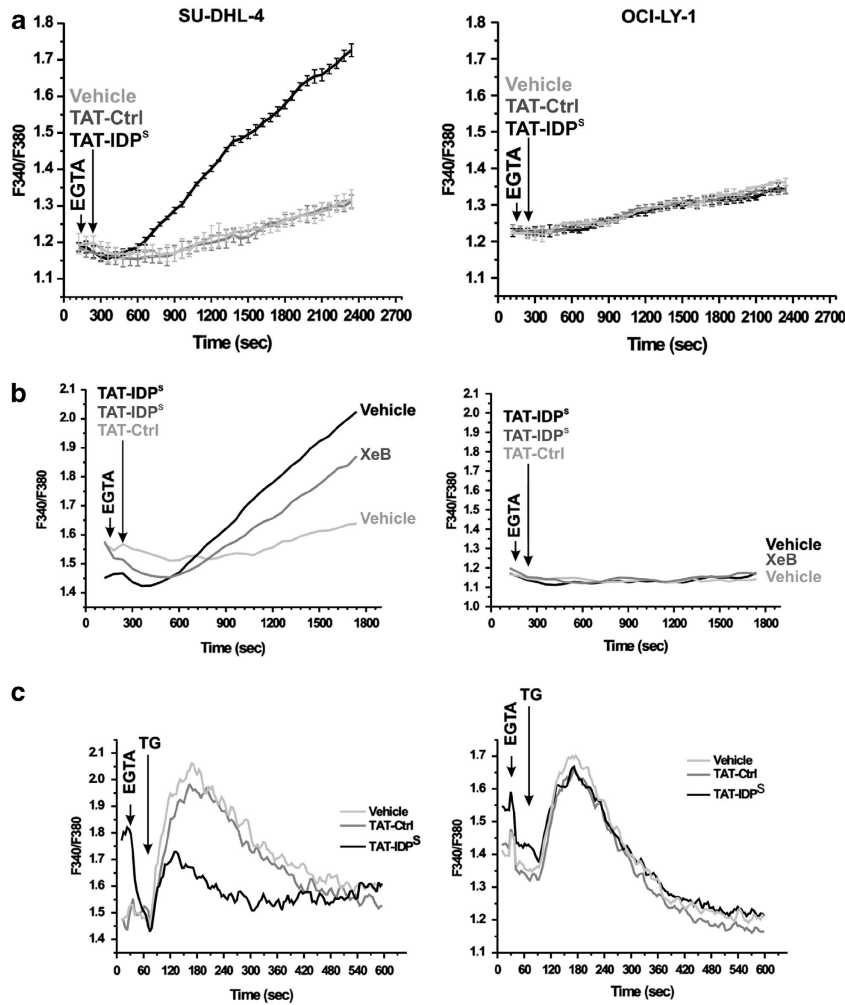 a
SU-DHL-4
OCI-LY-1
F340/F380
1.8
1.7
1.6
1.5
1.4
1.3
1.2
1.1
Vehicle
TAT-Ctrl
TAT-IDPS
EGTA
0 300 600 900 1200 1500 1800 2100 2400 2700
Time (sec)
F340/F380
1.8
1.7
1.6
1.5
1.4
1.3
1.2
1.1
Vehicle
TAT-Ctrl
TAT-IDPS
EGTA
0 300 600 900 1200 1500 1800 2100 2400 2700
Time (sec)
b
F340/F380
2.1
2.0
1.9
1.8
1.7
1.6
1.5
1.4
TAT-IDPs
TAT-IDPs
TAT-Ctrl
EGTA
Vehicle
XeB
Vehicle
0 300 600 900 1200 1500 1800
Time (sec)
F340/F380
2.1
2.0
1.9
1.8
1.7
1.6
1.5
1.4
1.3
1.2
1.1
1.0
TAT-IDPs
TAT-IDPs
TAT-Ctrl
EGTA
Vehicle
XeB
Vehicle
0 300 600 900 1200 1500 1800
Time (sec)
c
F340/F380
2.1
2.0
1.9
1.8
1.7
1.6
1.5
1.4
EGTA
TG
Vehicle
TAT-Ctrl
TAT-IDPS
0 60 120 180 240 300 360 420 480 540 600
Time (sec)
F340/F380
1.7
1.6
1.5
1.4
1.3
1.2
1.1
EGTA
TG
Vehicle
TAT-Ctrl
TAT-IDPS
0 60 120 180 240 300 360 420 480 540 600
Time (sec)